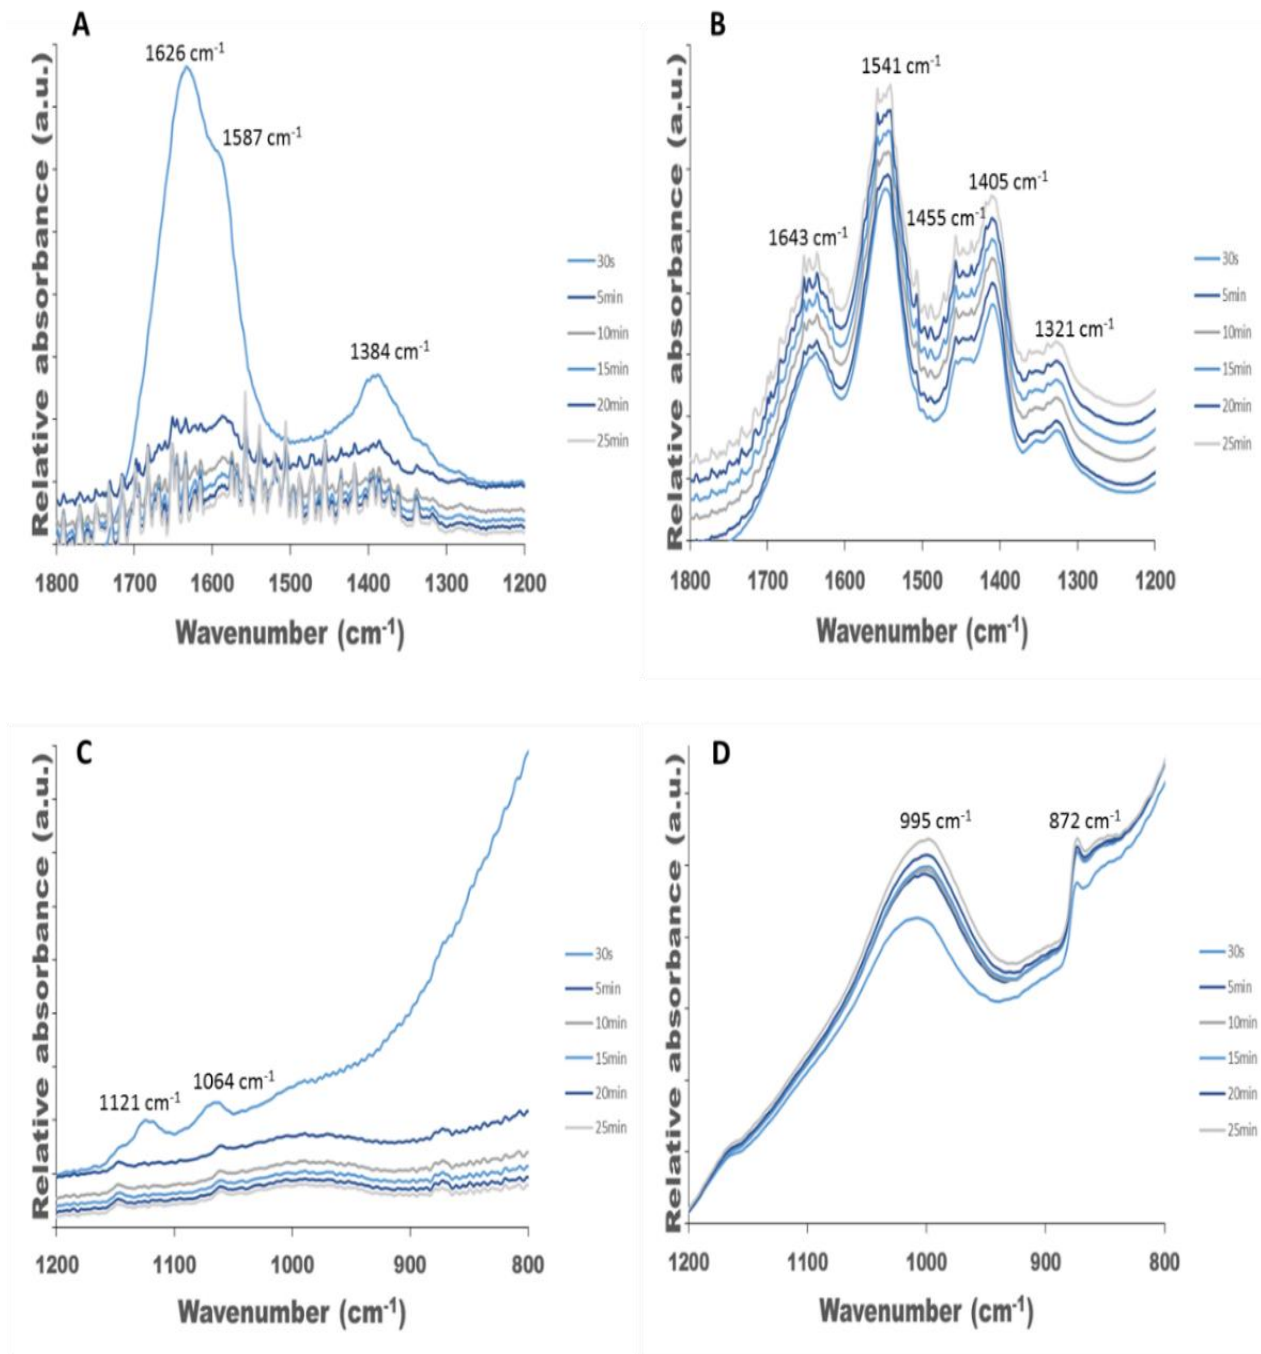 A
Relative absorbance (a.u.)
1626 cm-1
1587 cm-1
1384 cm-1
30s
5min
10min
15min
20min
25min
1800 1700 1600 1500 1400 1300 1200
Wavenumber (cm-1)
B
Relative absorbance (a.u.)
1541 cm-1
1405 cm-1
1455 cm-1
1643 cm-1
1321 cm-1
30s
5min
10min
15min
20min
25min
1800 1700 1600 1500 1400 1300 1200
Wavenumber (cm-1)
C
Relative absorbance (a.u.)
1064 cm-1
1121 cm-1
30s
5min
10min
15min
20min
25min
1200 1100 1000 900 800
Wavenumber (cm-1)
D
Relative absorbance (a.u.)
995 cm-1
872 cm-1
30s
5min
10min
15min
20min
25min
1200 1100 1000 900 800
Wavenumber (cm-1)